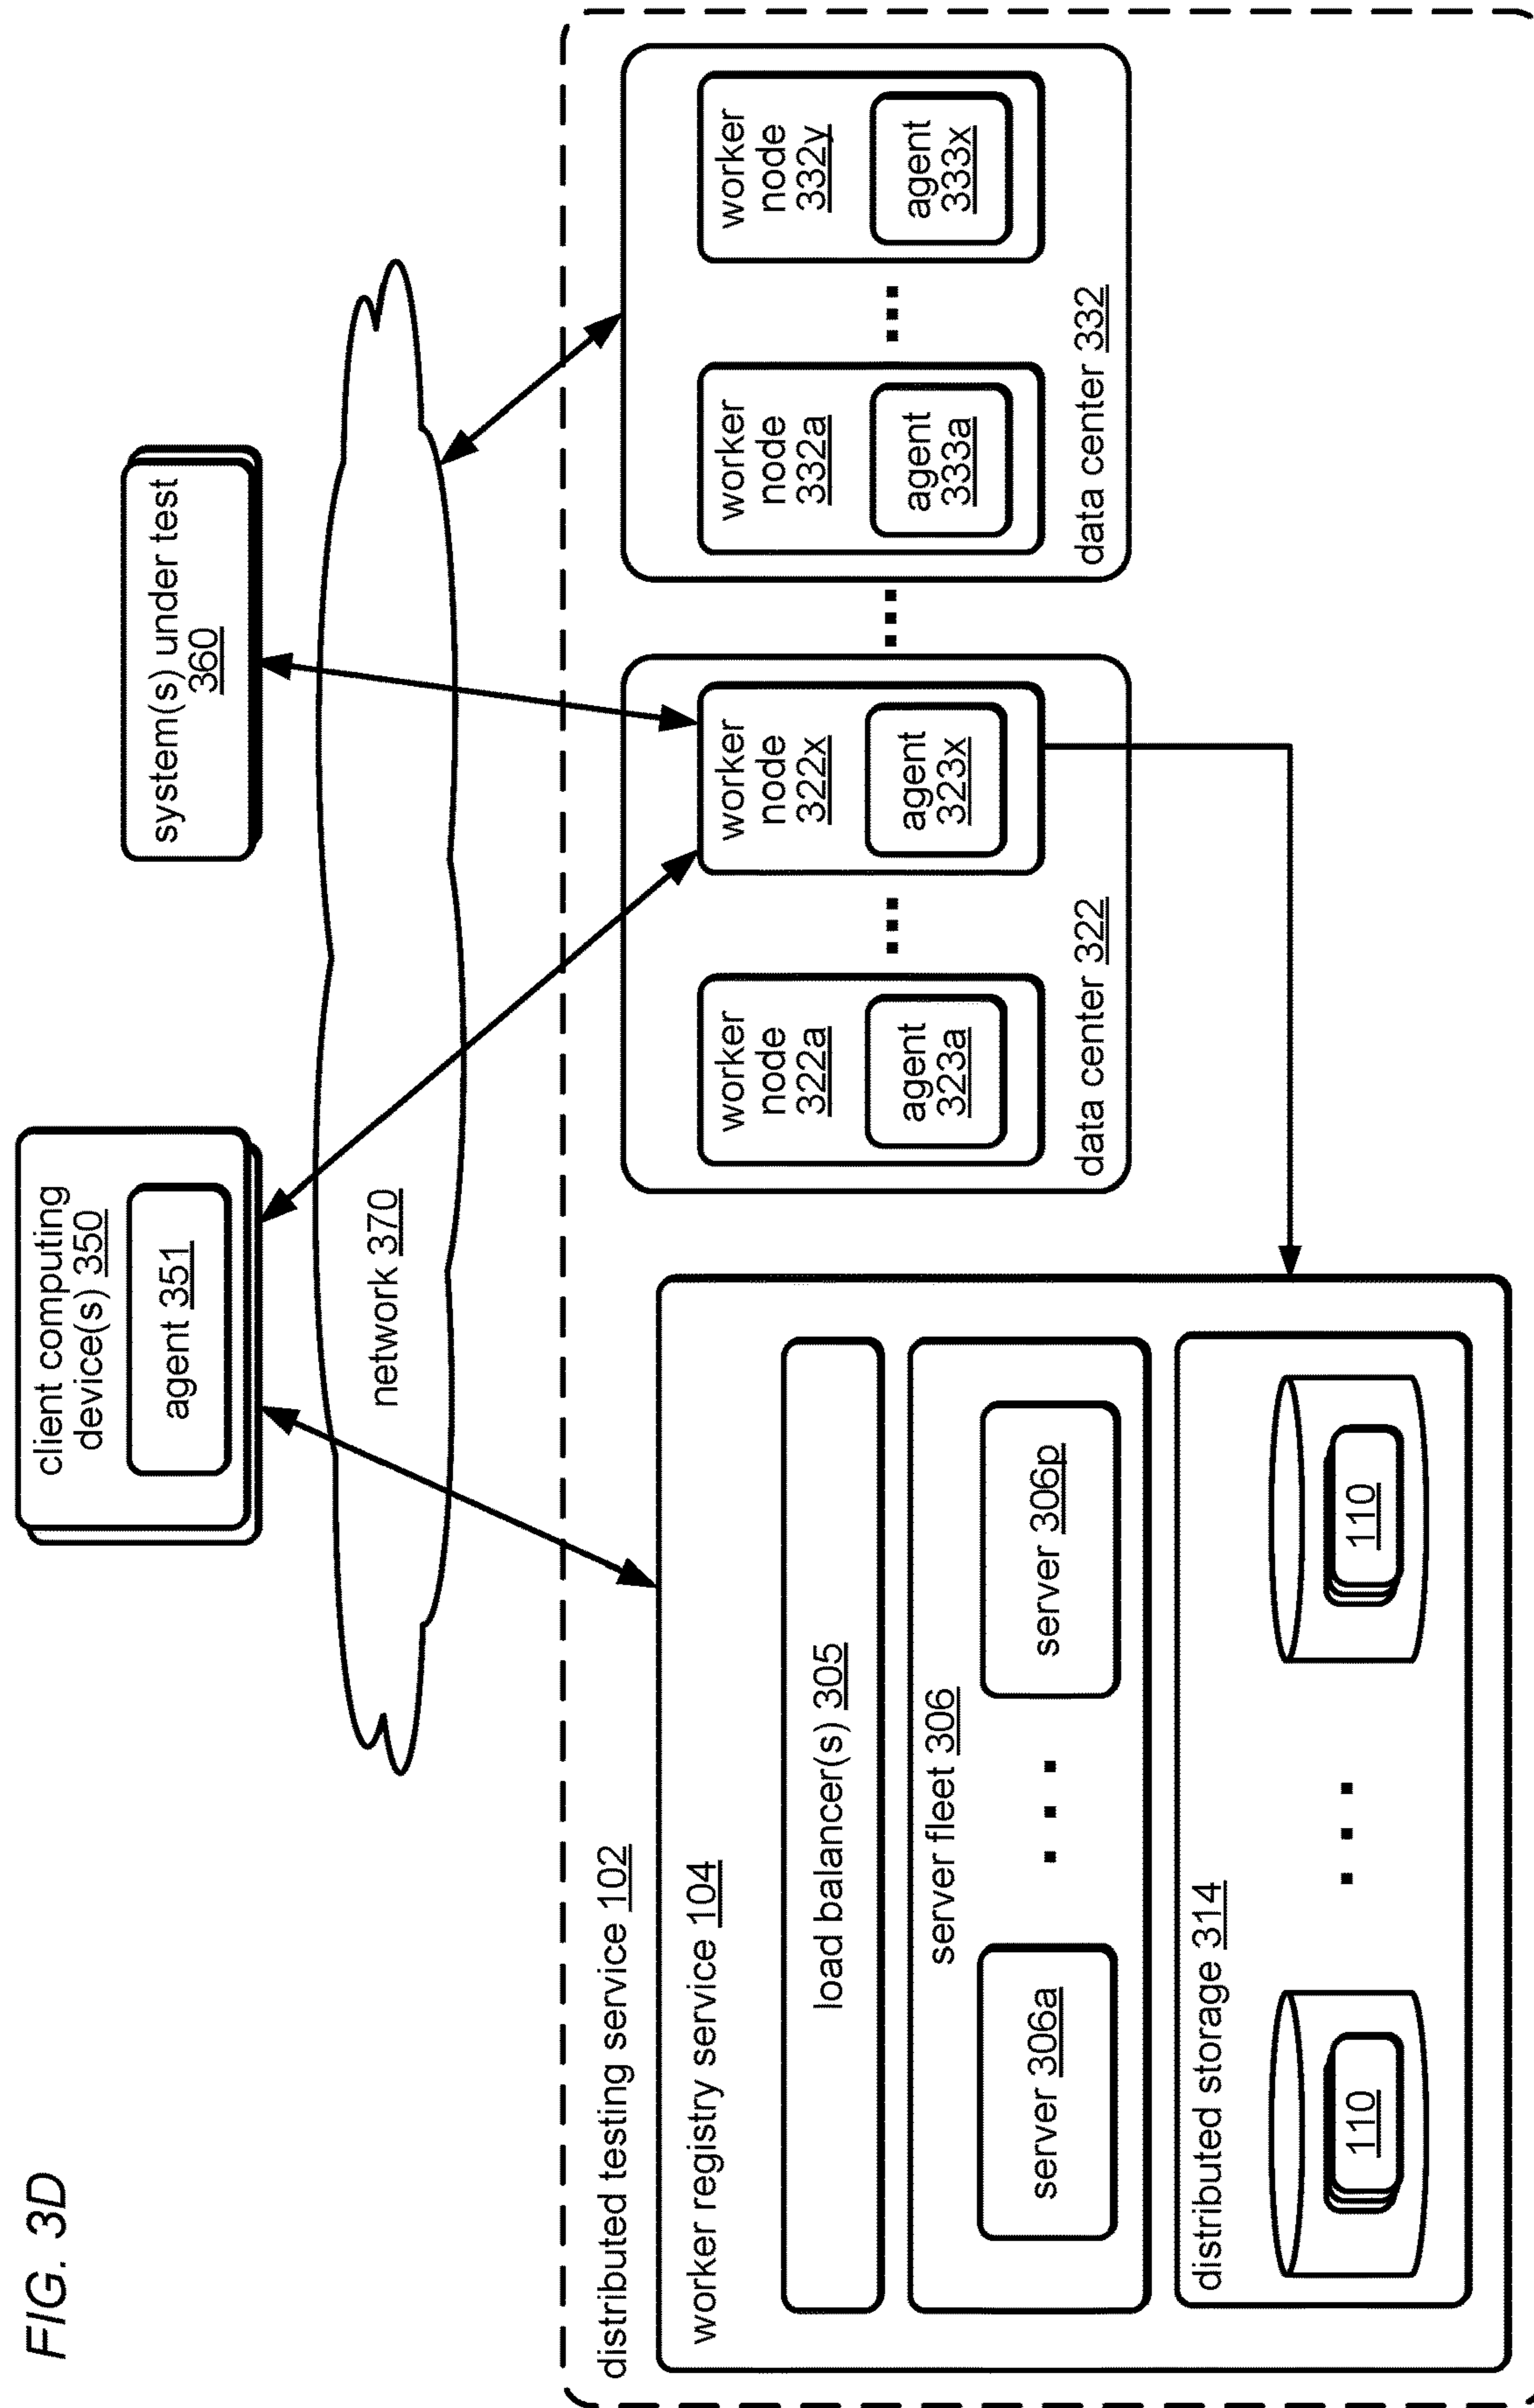 FIG. 3D
client computing
device(s) 350
agent 351
system(s) under test
360
network 370
distributed testing service 102
worker registry service 104
load balancer(s) 305
server fleet 306
server 306a
server 306p
distributed storage 314
110
110
worker
node
322a
agent
323a
worker
node
322x
agent
323x
data center 322
worker
node
332a
agent
333a
worker
node
332y
agent
333x
data center 332